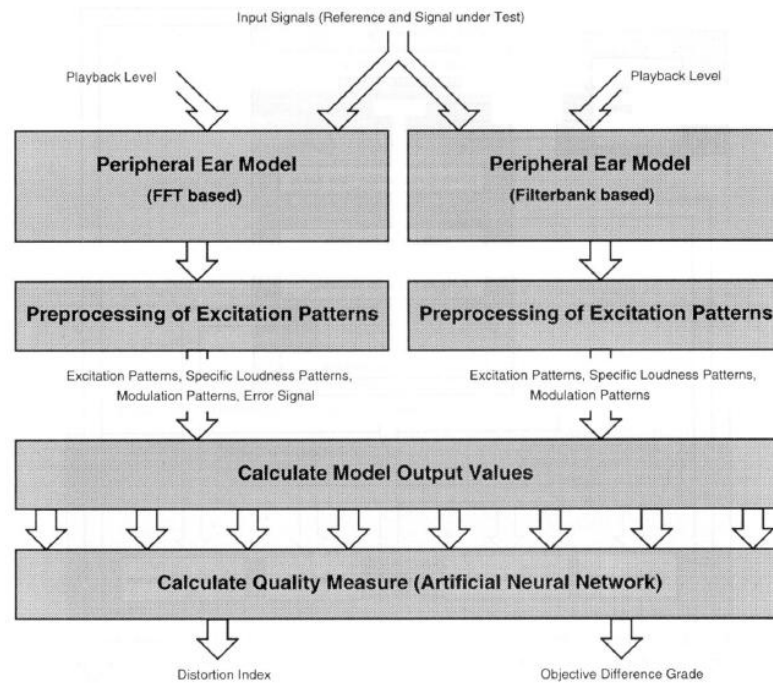 Input Signals (Reference and Signal under Test)
Playback Level
Playback Level
Peripheral Ear Model
(FFT based)
Peripheral Ear Model
(Filterbank based)
Preprocessing of Excitation Patterns
Preprocessing of Excitation Patterns
Excitation Patterns, Specific Loudness Patterns,
Modulation Patterns, Error Signal
Excitation Patterns, Specific Loudness Patterns,
Modulation Patterns
Calculate Model Output Values
Calculate Quality Measure (Artificial Neural Network)
Distortion Index
Objective Difference Grade